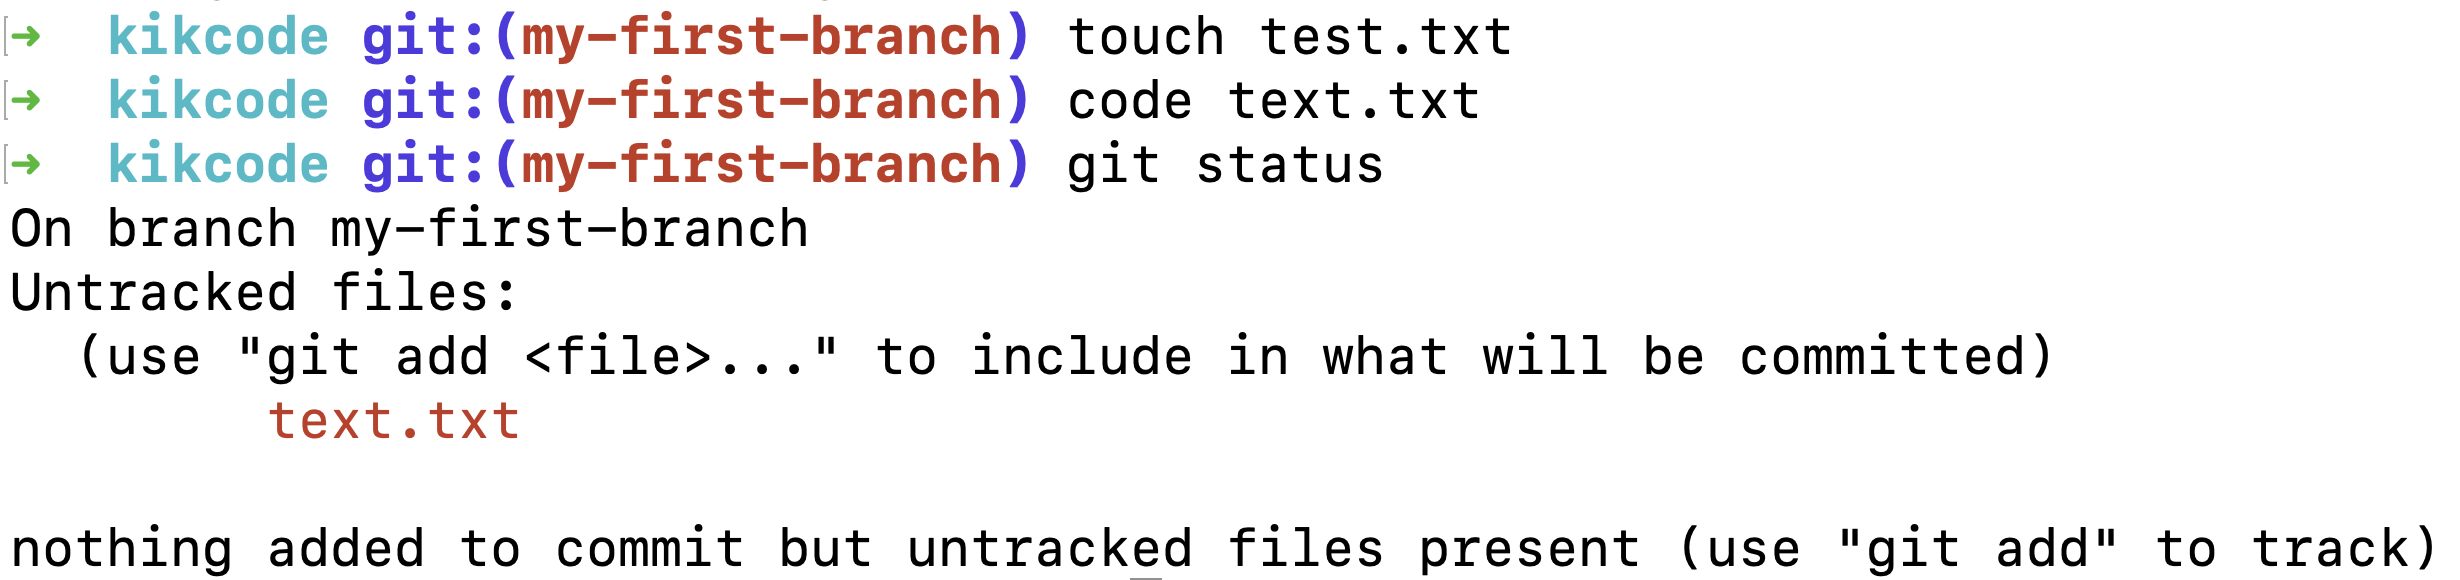 ➜  kikcode git:(my-first-branch) touch test.txt
➜  kikcode git:(my-first-branch) code text.txt
➜  kikcode git:(my-first-branch) git status
On branch my-first-branch
Untracked files:
  (use "git add <file>..." to include in what will be committed)
        text.txt

nothing added to commit but untracked files present (use "git add" to track)